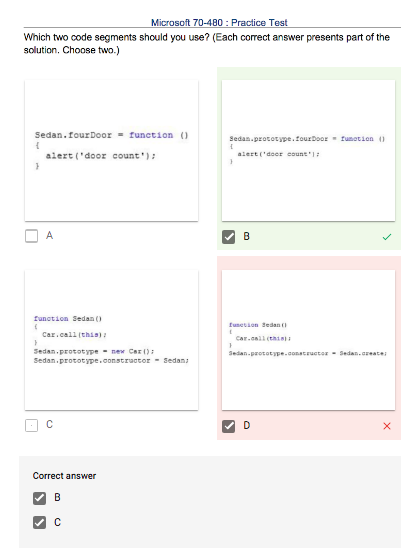 Microsoft 70-480 : Practice Test
Which two code segments should you use? (Each correct answer presents part of the
solution. Choose two.)
Sedan.fourDoor = function ()
{
alert('door count');
}
A
Sedan.prototype.fourDoor = function ()
{
alert('door count');
}
B
function Sedan()
{
Car.call(this);
}
Sedan.prototype = new Car();
Sedan.prototype.constructor = Sedan;
C
function Sedan()
{
Car.call(this);
}
Sedan.prototype.constructor = Sedan.create;
D
Correct answer
B
C